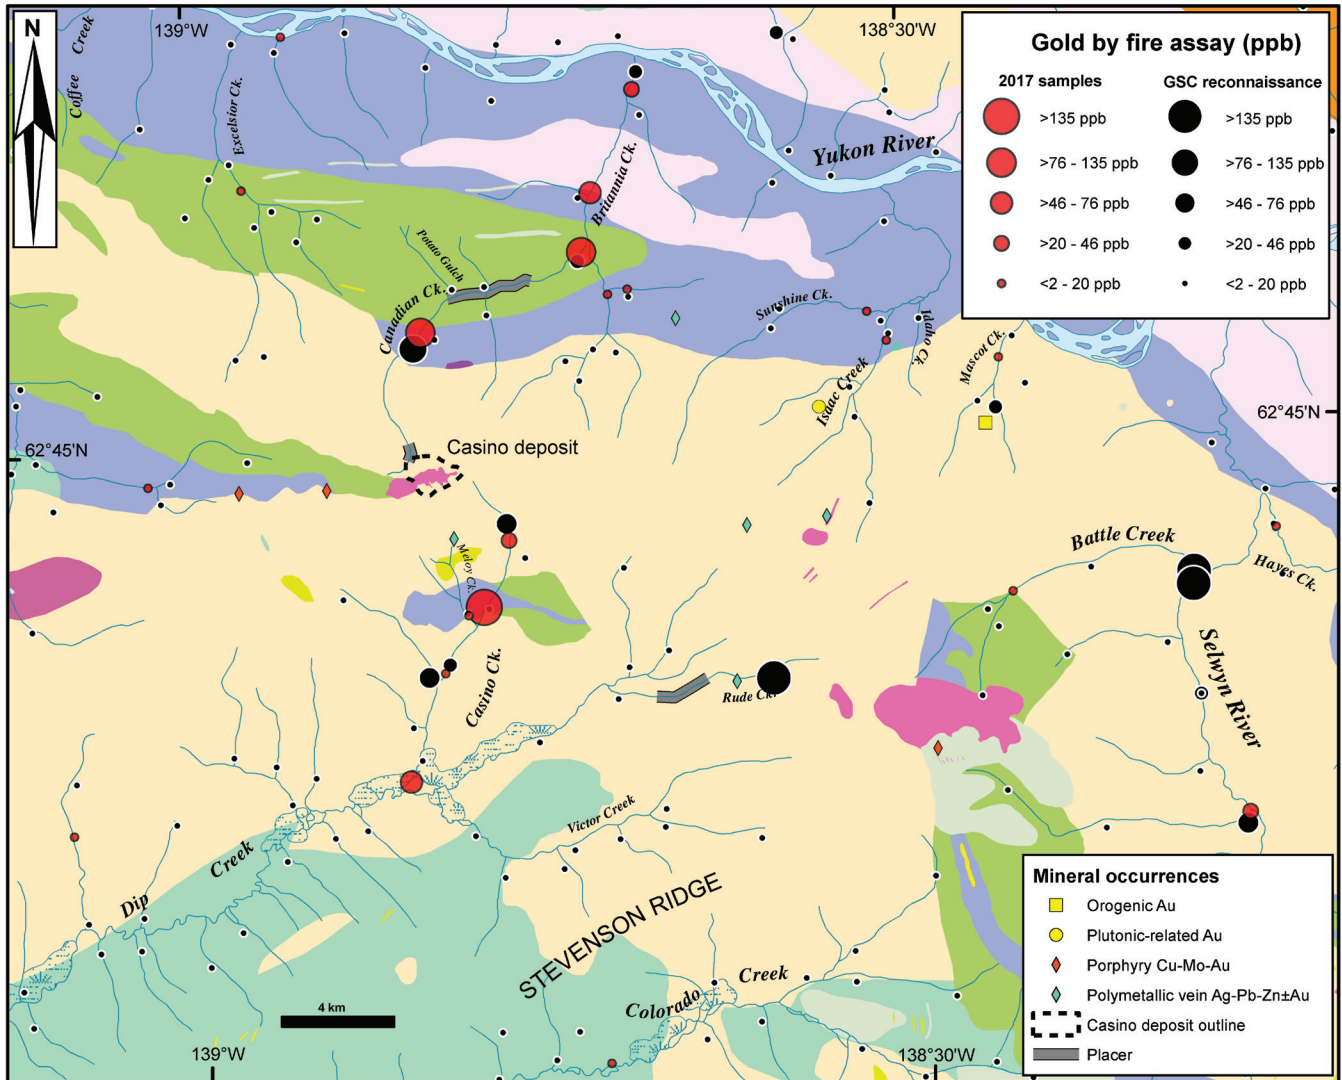 N
139°W
138°30'W
Coffee Creek
Excelsior Ck.
Yukon River
Britannia Ck.
Potato Gulch
Canadian Ck.
Sunshine Ck.
Idaho Ck.
Mascot Ck.
Isaac Creek
Gold by fire assay (ppb)
2017 samples
GSC reconnaissance
>135 ppb
>135 ppb
>76 - 135 ppb
>76 - 135 ppb
>46 - 76 ppb
>46 - 76 ppb
>20 - 46 ppb
>20 - 46 ppb
<2 - 20 ppb
<2 - 20 ppb
62°45'N
62°45'N
Casino deposit
Meloy Ck.
Battle Creek
Hayes Ck.
Selwyn River
Casino Ck.
Rude Ck.
Victor Creek
Dip Creek
STEVENSON RIDGE
Colorado Creek
4 km
139°W
138°30'W
Mineral occurrences
Orogenic Au
Plutonic-related Au
Porphyry Cu-Mo-Au
Polymetallic vein Ag-Pb-Zn±Au
Casino deposit outline
Placer